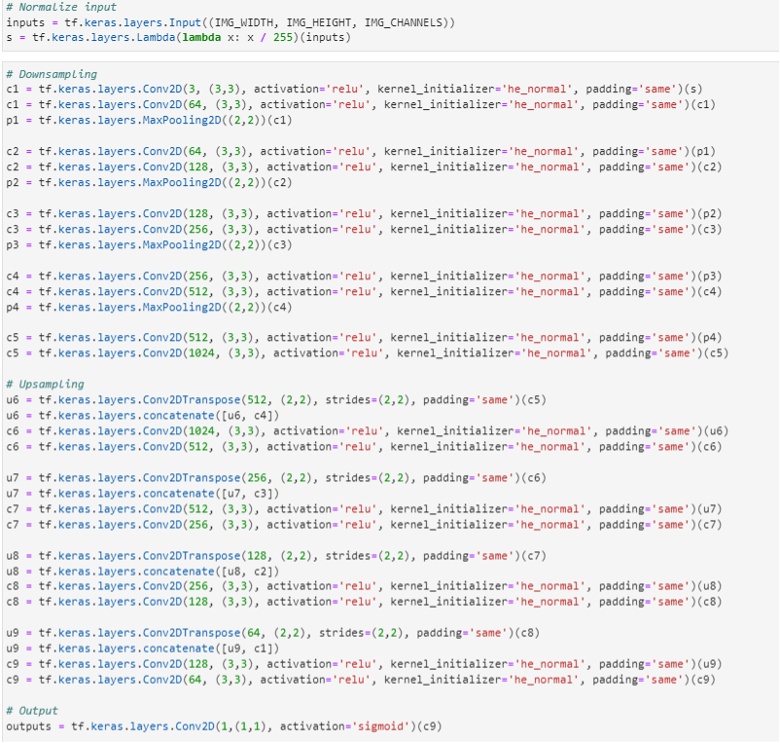 # Normalize input
inputs = tf.keras.layers.Input((IMG_WIDTH, IMG_HEIGHT, IMG_CHANNELS))
s = tf.keras.layers.Lambda(lambda x: x / 255)(inputs)
# Downsampling
c1 = tf.keras.layers.Conv2D(3, (3,3), activation='relu', kernel_initializer='he_normal', padding='same')(s)
c1 = tf.keras.layers.Conv2D(64, (3,3), activation='relu', kernel_initializer='he_normal', padding='same')(c1)
p1 = tf.keras.layers.MaxPooling2D((2,2))(c1)
c2 = tf.keras.layers.Conv2D(64, (3,3), activation='relu', kernel_initializer='he_normal', padding='same')(p1)
c2 = tf.keras.layers.Conv2D(128, (3,3), activation='relu', kernel_initializer='he_normal', padding='same')(c2)
p2 = tf.keras.layers.MaxPooling2D((2,2))(c2)
c3 = tf.keras.layers.Conv2D(128, (3,3), activation='relu', kernel_initializer='he_normal', padding='same')(p2)
c3 = tf.keras.layers.Conv2D(256, (3,3), activation='relu', kernel_initializer='he_normal', padding='same')(c3)
p3 = tf.keras.layers.MaxPooling2D((2,2))(c3)
c4 = tf.keras.layers.Conv2D(256, (3,3), activation='relu', kernel_initializer='he_normal', padding='same')(p3)
c4 = tf.keras.layers.Conv2D(512, (3,3), activation='relu', kernel_initializer='he_normal', padding='same')(c4)
p4 = tf.keras.layers.MaxPooling2D((2,2))(c4)
c5 = tf.keras.layers.Conv2D(512, (3,3), activation='relu', kernel_initializer='he_normal', padding='same')(p4)
c5 = tf.keras.layers.Conv2D(1024, (3,3), activation='relu', kernel_initializer='he_normal', padding='same')(c5)
# Upsampling
u6 = tf.keras.layers.Conv2DTranspose(512, (2,2), strides=(2,2), padding='same')(c5)
u6 = tf.keras.layers.concatenate([u6, c4])
c6 = tf.keras.layers.Conv2D(1024, (3,3), activation='relu', kernel_initializer='he_normal', padding='same')(u6)
c6 = tf.keras.layers.Conv2D(512, (3,3), activation='relu', kernel_initializer='he_normal', padding='same')(c6)
u7 = tf.keras.layers.Conv2DTranspose(256, (2,2), strides=(2,2), padding='same')(c6)
u7 = tf.keras.layers.concatenate([u7, c3])
c7 = tf.keras.layers.Conv2D(512, (3,3), activation='relu', kernel_initializer='he_normal', padding='same')(u7)
c7 = tf.keras.layers.Conv2D(256, (3,3), activation='relu', kernel_initializer='he_normal', padding='same')(c7)
u8 = tf.keras.layers.Conv2DTranspose(128, (2,2), strides=(2,2), padding='same')(c7)
u8 = tf.keras.layers.concatenate([u8, c2])
c8 = tf.keras.layers.Conv2D(256, (3,3), activation='relu', kernel_initializer='he_normal', padding='same')(u8)
c8 = tf.keras.layers.Conv2D(128, (3,3), activation='relu', kernel_initializer='he_normal', padding='same')(c8)
u9 = tf.keras.layers.Conv2DTranspose(64, (2,2), strides=(2,2), padding='same')(c8)
u9 = tf.keras.layers.concatenate([u9, c1])
c9 = tf.keras.layers.Conv2D(128, (3,3), activation='relu', kernel_initializer='he_normal', padding='same')(u9)
c9 = tf.keras.layers.Conv2D(64, (3,3), activation='relu', kernel_initializer='he_normal', padding='same')(c9)
# Output
outputs = tf.keras.layers.Conv2D(1,(1,1), activation='sigmoid')(c9)